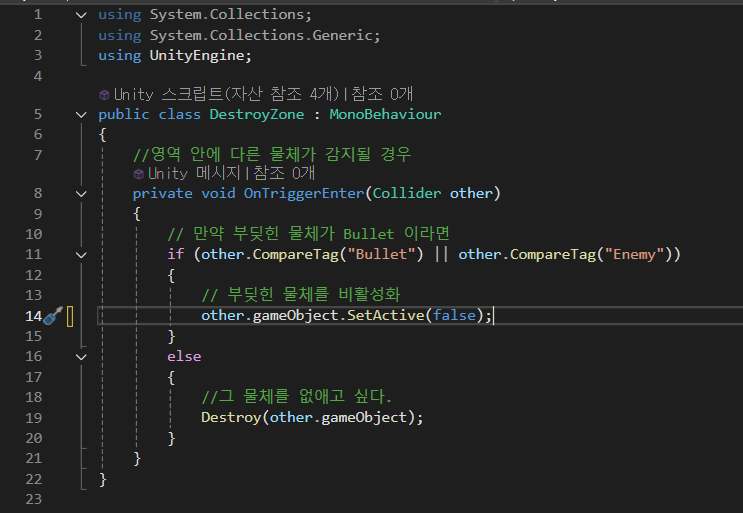 1 using System.Collections;
2 using System.Collections.Generic;
3 using UnityEngine;
4
Unity 스크립트(자산 참조 4개)|참조 0개
5 public class DestroyZone : MonoBehaviour
6 {
7 //영역 안에 다른 물체가 감지될 경우
Unity 메시지|참조 0개
8 private void OnTriggerEnter(Collider other)
9 {
10 // 만약 부딪힌 물체가 Bullet 이라면
11 if (other.CompareTag("Bullet") || other.CompareTag("Enemy"))
12 {
13 // 부딪힌 물체를 비활성화
14 other.gameObject.SetActive(false);
15 }
16 else
17 {
18 //그 물체를 없애고 싶다.
19 Destroy(other.gameObject);
20 }
21 }
22 }
23